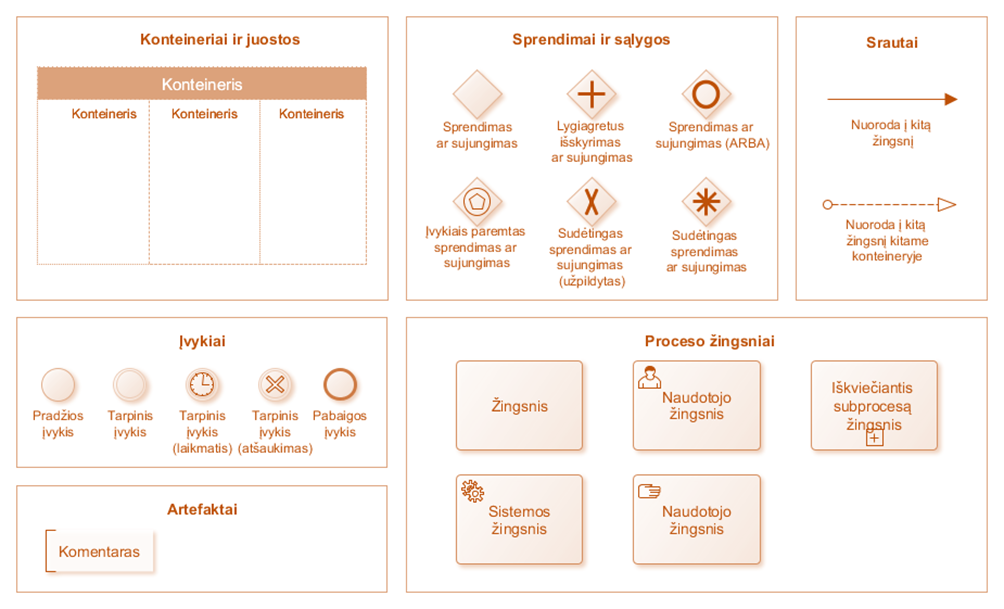 Konteineriai ir juostos
Konteineris
Konteineris
Konteineris
Konteineris
Sprendimai ir sąlygos
Sprendimas
ar sujungimas
Lygiagretus
išskyrimas
ar sujungimas
Sprendimas ar
sujungimas (ARBA)
Įvykiais paremtas
sprendimas ar
sujungimas
Sudėtingas
sprendimas ar
sujungimas
(užpildytas)
Sudėtingas
sprendimas
ar sujungimas
Srautai
Nuoroda į kitą
žingsnį
Nuoroda į kitą
žingsnį kitame
konteineryje
Įvykiai
Pradžios
įvykis
Tarpinis
įvykis
Tarpinis
įvykis
(laikmatis)
Tarpinis
įvykis
(atšaukimas)
Pabaigos
įvykis
Artefaktai
Komentaras
Proceso žingsniai
Žingsnis
Naudotojo
žingsnis
Iškviečiantis
subprocesą
žingsnis
Sistemos
žingsnis
Naudotojo
žingsnis